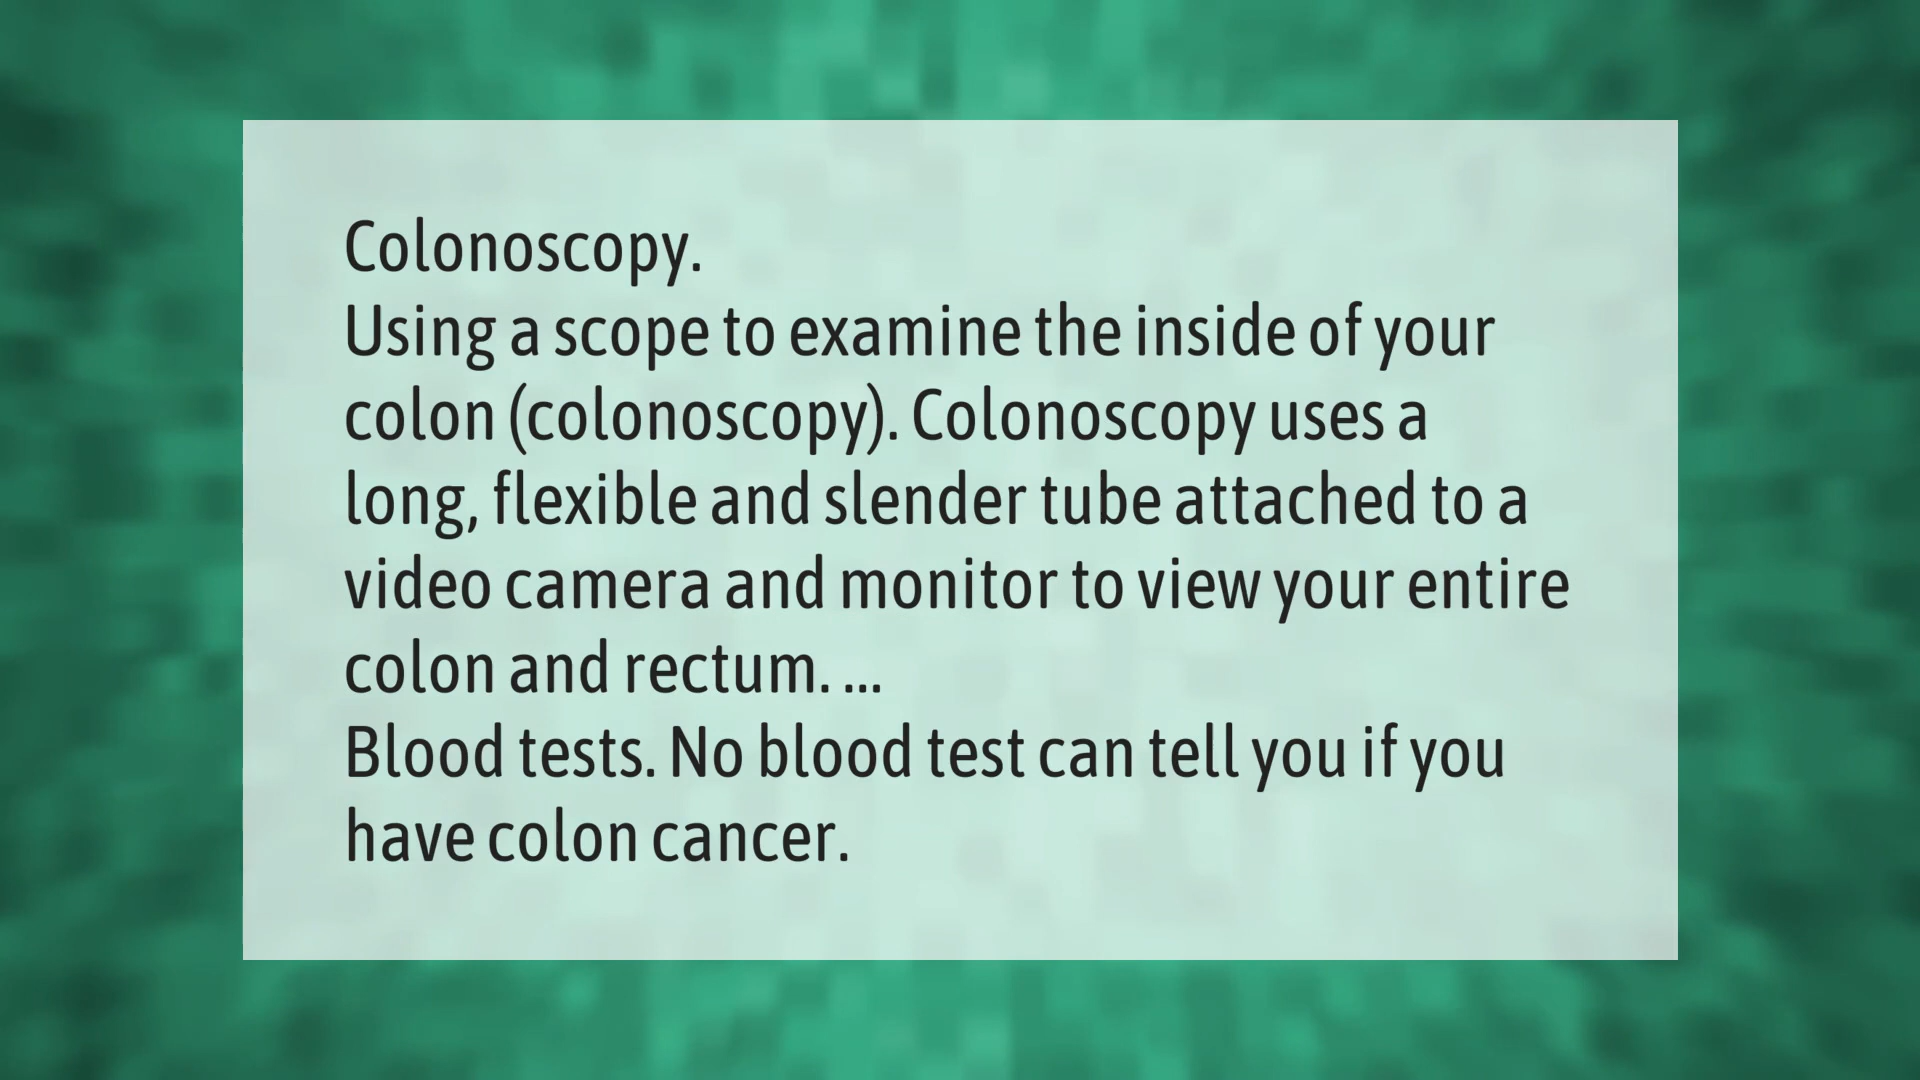 Colonoscopy.
Using a scope to examine the inside of your
colon (colonoscopy). Colonoscopy uses a
long, flexible and slender tube attached to a
video camera and monitor to view your entire
colon and rectum. ...
Blood tests. No blood test can tell you if you
have colon cancer.